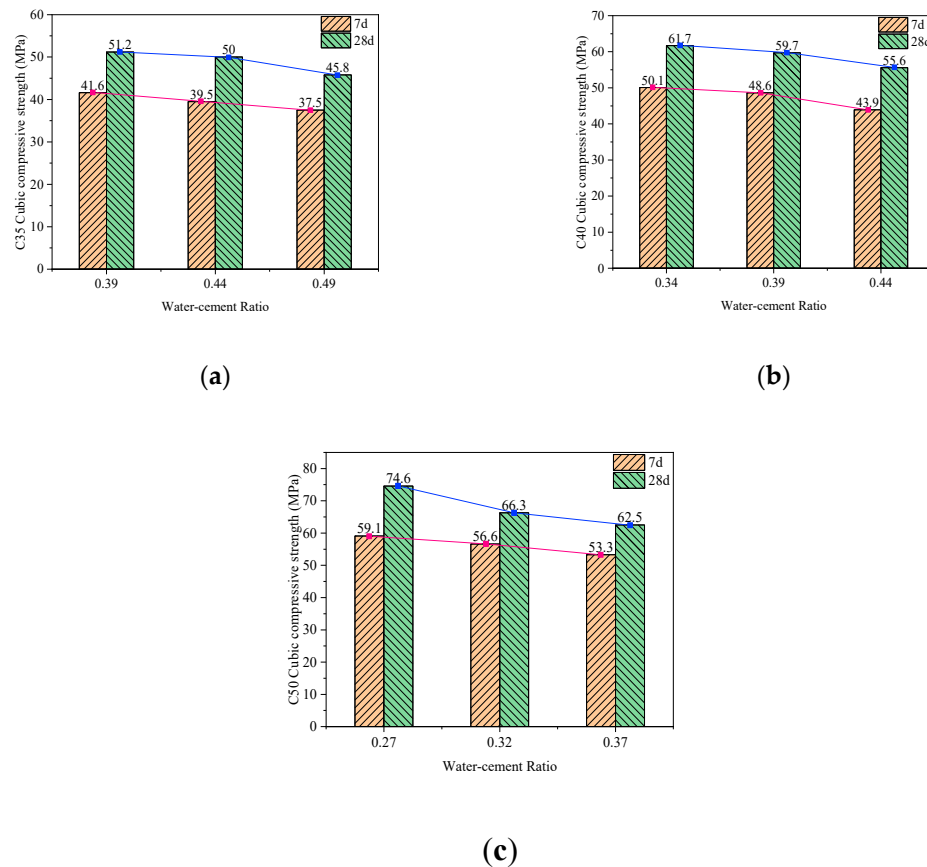 C35 Cubic compressive strength (MPa)
60
50
40
30
20
10
0
7d
28d
51.2
50
45.8
41.6
39.5
37.5
0.39 0.44 0.49
Water-cement Ratio
(a)
C40 Cubic compressive strength (MPa)
70
60
50
40
30
20
10
0
7d
28d
61.7
59.7
55.6
50.1
48.6
43.9
0.34 0.39 0.44
Water-cement Ratio
(b)
C50 Cubic compressive strength (MPa)
80
70
60
50
40
30
20
10
0
7d
28d
74.6
66.3
62.5
59.1
56.6
53.3
0.27 0.32 0.37
Water-cement Ratio
(c)